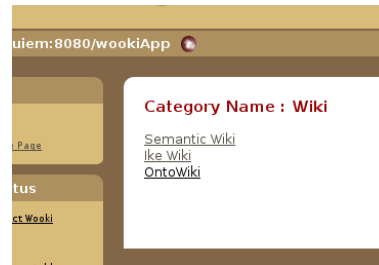 uiem:8080/wookiApp
Category Name : Wiki
Semantic Wiki
Ike Wiki
OntoWiki
e Page
tus
ct Wooki